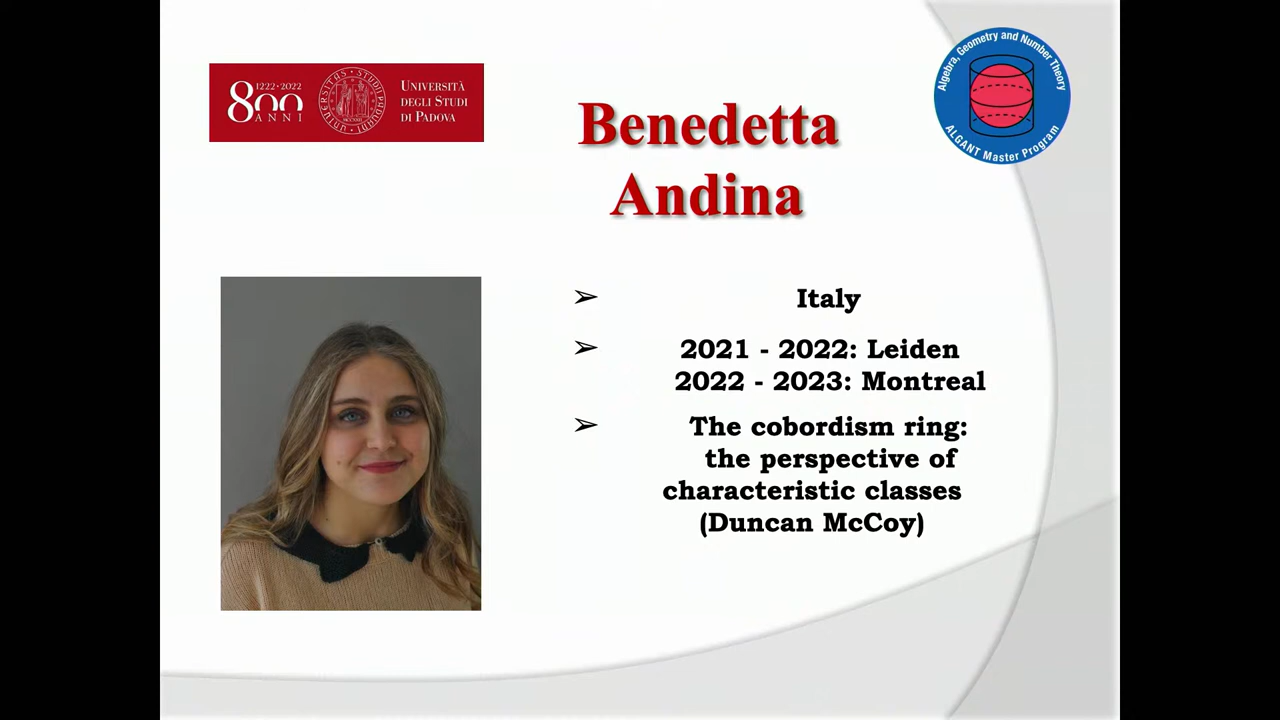 1222·2022
800
ANNI
UNIVERSITÀ
DEGLI STUDI
DI PADOVA
Algebra, Geometry and Number Theory
ALGANT Master Program
Benedetta
Andina
➢ Italy
➢ 2021 - 2022: Leiden
2022 - 2023: Montreal
➢ The cobordism ring:
the perspective of
characteristic classes
(Duncan McCoy)